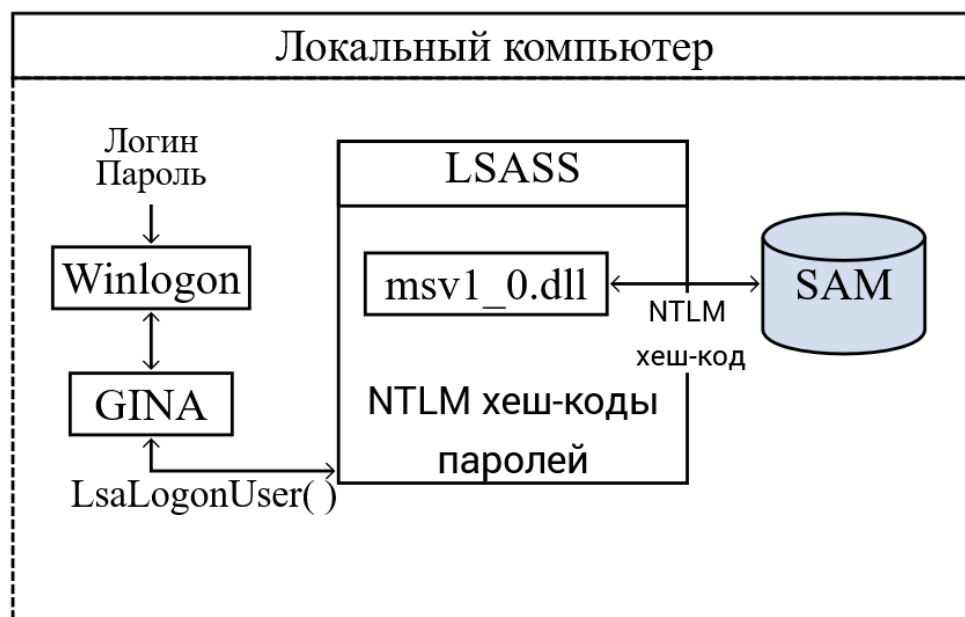 Локальный компьютер
Логин
Пароль
Winlogon
GINA
LsaLogonUser( )
LSASS
msv1_0.dll
NTLM хеш-коды
паролей
NTLM
хеш-код
SAM